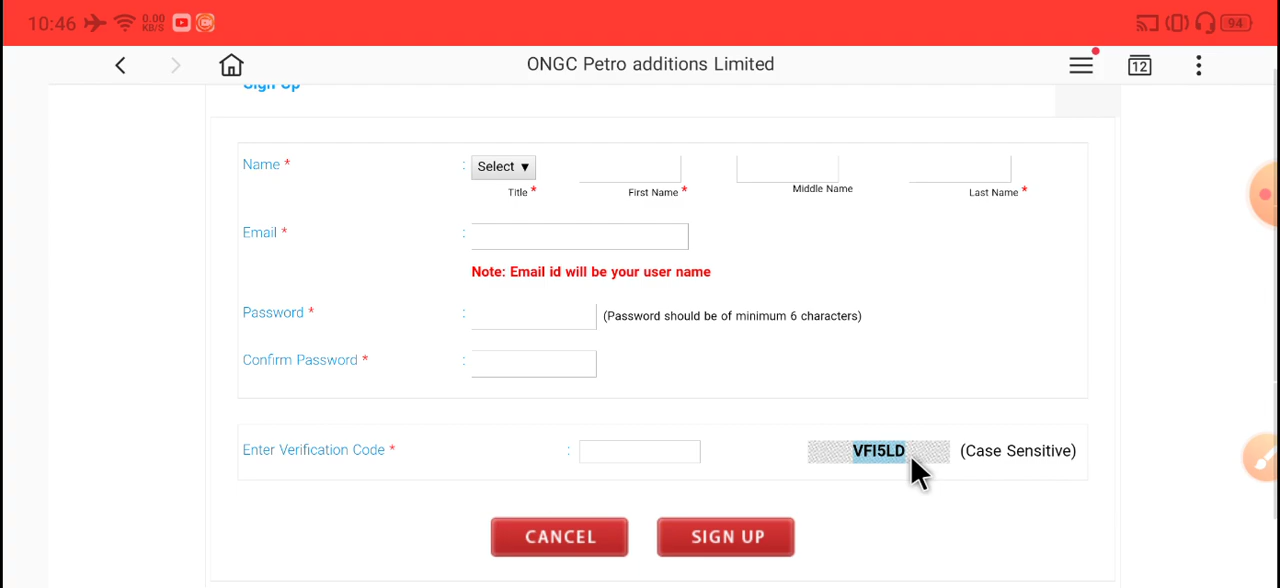 10:46 0.00 KB/S 94
ONGC Petro additions Limited 12
Sign Up
Name * : Select ▼
Title * First Name * Middle Name Last Name *
Email * :
Note: Email id will be your user name
Password * : (Password should be of minimum 6 characters)
Confirm Password * :
Enter Verification Code * : VFI5LD (Case Sensitive)
CANCEL SIGN UP